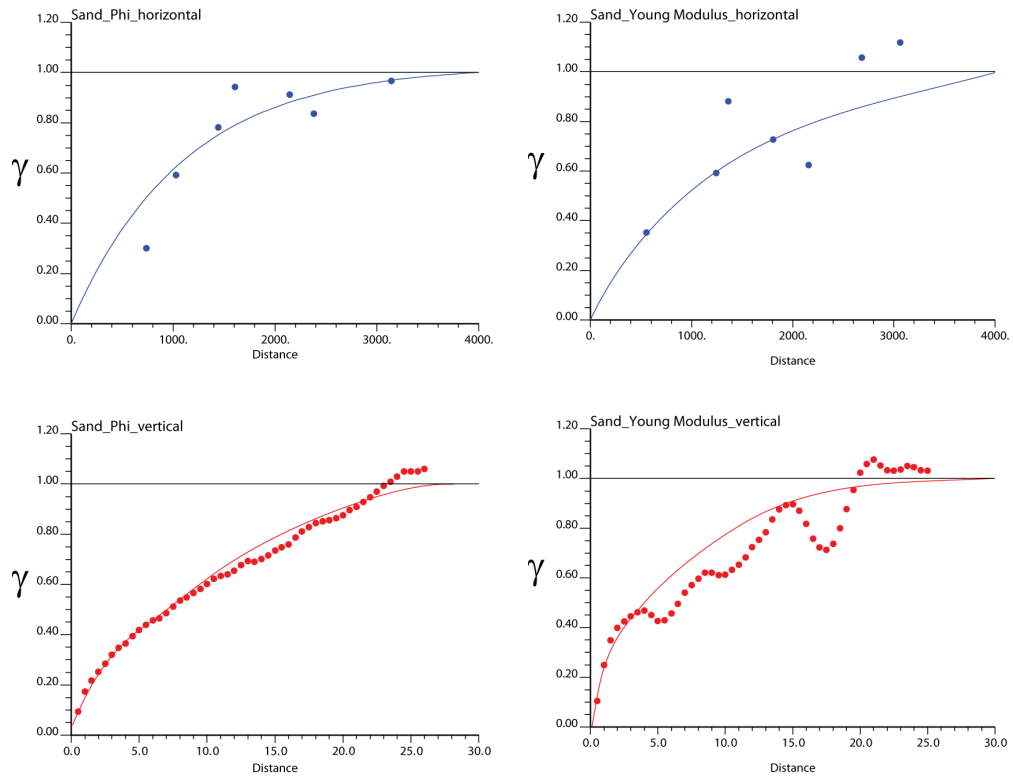 Sand_Phi_horizontal
1.20
1.00
0.80
0.60
0.40
0.20
0.00
γ
0. 1000. 2000. 3000. 4000.
Distance
Sand_Young Modulus_horizontal
1.20
1.00
0.80
0.60
0.40
0.20
0.00
γ
0. 1000. 2000. 3000. 4000.
Distance
Sand_Phi_vertical
1.20
1.00
0.80
0.60
0.40
0.20
0.00
γ
0. 5.0 10.0 15.0 20.0 25.0 30.0
Distance
Sand_Young Modulus_vertical
1.20
1.00
0.80
0.60
0.40
0.20
0.00
γ
0.0 5.0 10.0 15.0 20.0 25.0 30.0
Distance